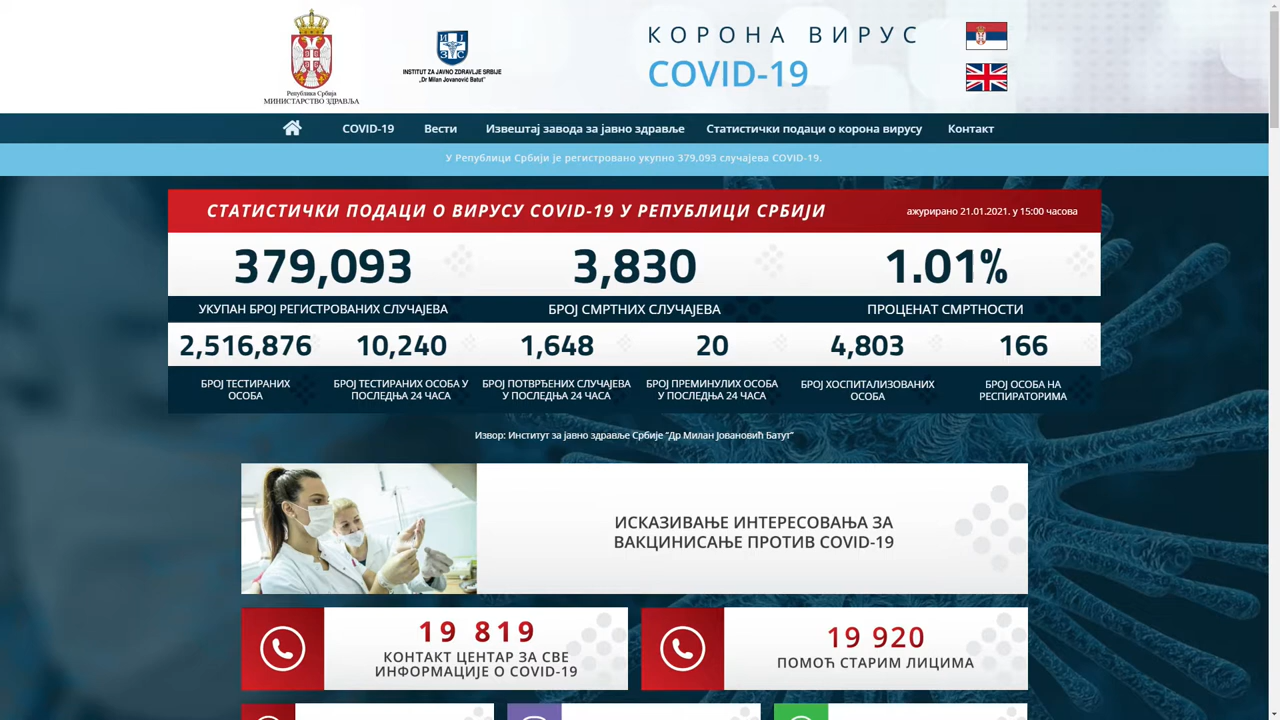 Република Србија
МИНИСТАРСТВО ЗДРАВЉА
INSTITUT ZA JAVNO ZDRAVLJE SRBIJE
„Dr Milan Jovanović Batut"
КОРОНА ВИРУС
COVID-19
COVID-19
Вести
Извештај завода за јавно здравље
Статистички подаци о корона вирусу
Контакт
У Републици Србији је регистровано укупно 379,093 случајева COVID-19.
СТАТИСТИЧКИ ПОДАЦИ О ВИРУСУ COVID-19 У РЕПУБЛИЦИ СРБИЈИ
ажурирано 21.01.2021. у 15:00 часова
379,093
3,830
1.01%
УКУПАН БРОЈ РЕГИСТРОВАНИХ СЛУЧАЈЕВА
БРОЈ СМРТНИХ СЛУЧАЈЕВА
ПРОЦЕНАТ СМРТНОСТИ
2,516,876
10,240
1,648
20
4,803
166
БРОЈ ТЕСТИРАНИХ
ОСОБА
БРОЈ ТЕСТИРАНИХ ОСОБА У
ПОСЛЕДЊА 24 ЧАСА
БРОЈ ПОТВРЂЕНИХ СЛУЧАЈЕВА
У ПОСЛЕДЊА 24 ЧАСА
БРОЈ ПРЕМИНУЛИХ ОСОБА
У ПОСЛЕДЊА 24 ЧАСА
БРОЈ ХОСПИТАЛИЗОВАНИХ
ОСОБА
БРОЈ ОСОБА НА
РЕСПИРАТОРИМА
Извор: Институт за јавно здравље Србије "Др Милан Јовановић Батут"
ИСКАЗИВАЊЕ ИНТЕРЕСОВАЊА ЗА
ВАКЦИНИСАЊЕ ПРОТИВ COVID-19
19 819
КОНТАКТ ЦЕНТАР ЗА СВЕ
ИНФОРМАЦИЈЕ О COVID-19
19 920
ПОМОЋ СТАРИМ ЛИЦИМА